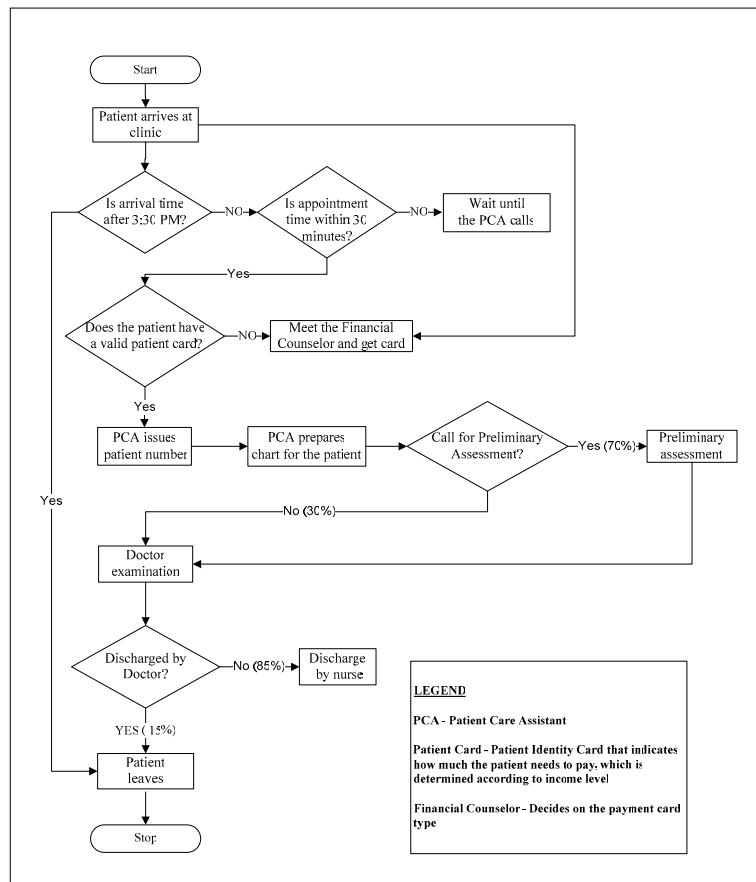 Start
Patient arrives at
clinic
Is arrival time
after 3:30 PM?
NO
Is appointment
time within 30
minutes?
NO
Wait until
the PCA calls
Yes
Does the patient have
a valid patient card?
NO
Meet the Financial
Counselor and get card
Yes
PCA issues
patient number
PCA prepares
chart for the patient
Call for Preliminary
Assessment?
Yes (70%)
Preliminary
assessment
Yes
No (30%)
Doctor
examination
Discharged by
Doctor?
No (85%)
Discharge
by nurse
YES (15%)
Patient
leaves
Stop
LEGEND
PCA - Patient Care Assistant
Patient Card - Patient Identity Card that indicates
how much the patient needs to pay, which is
determined according to income level
Financial Counselor - Decides on the payment card
type